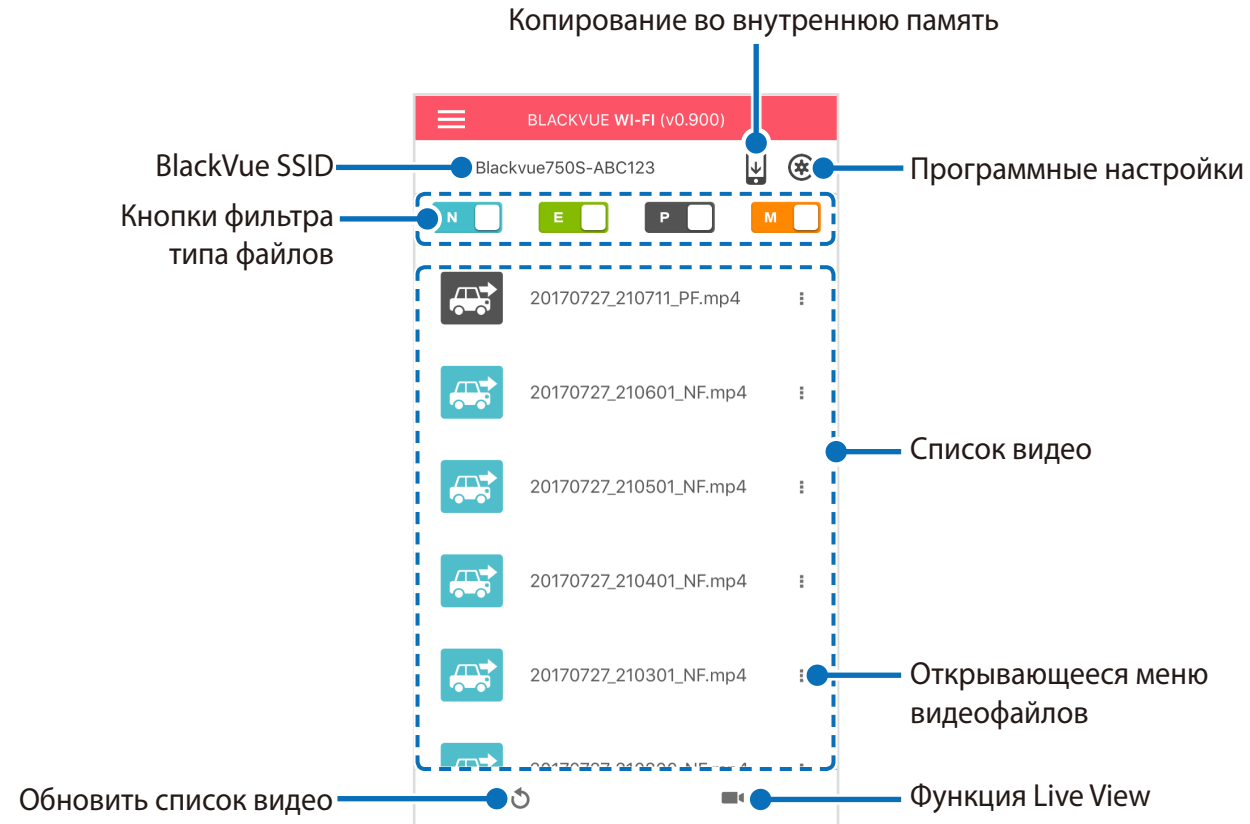 Копирование во внутреннюю память
BLACKVUE WI-FI (v0.900)
BlackVue SSID
Blackvue750S-ABC123
Программные настройки
Кнопки фильтра
типа файлов
N E P M
20170727_210711_PF.mp4
20170727_210601_NF.mp4
20170727_210501_NF.mp4
Список видео
20170727_210401_NF.mp4
20170727_210301_NF.mp4
Открывающееся меню
видеофайлов
Обновить список видео
Функция Live View